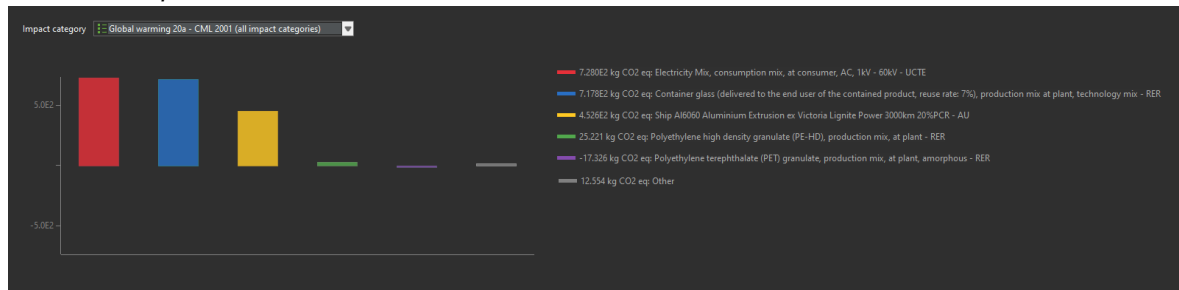 Impact category Global warming 20a - CML 2001 (all impact categories)
5.0E2
-5.0E2
7.280E2 kg CO2 eq: Electricity Mix, consumption mix, at consumer, AC, 1kV - 60kV - UCTE
7.178E2 kg CO2 eq: Container glass (delivered to the end user of the contained product, reuse rate: 7%), production mix at plant, technology mix - RER
4.526E2 kg CO2 eq: Ship Al6060 Aluminium Extrusion ex Victoria Lignite Power 3000km 20%PCR - AU
25.221 kg CO2 eq: Polyethylene high density granulate (PE-HD), production mix, at plant - RER
-17.326 kg CO2 eq: Polyethylene terephthalate (PET) granulate, production mix, at plant, amorphous - RER
12.554 kg CO2 eq: Other